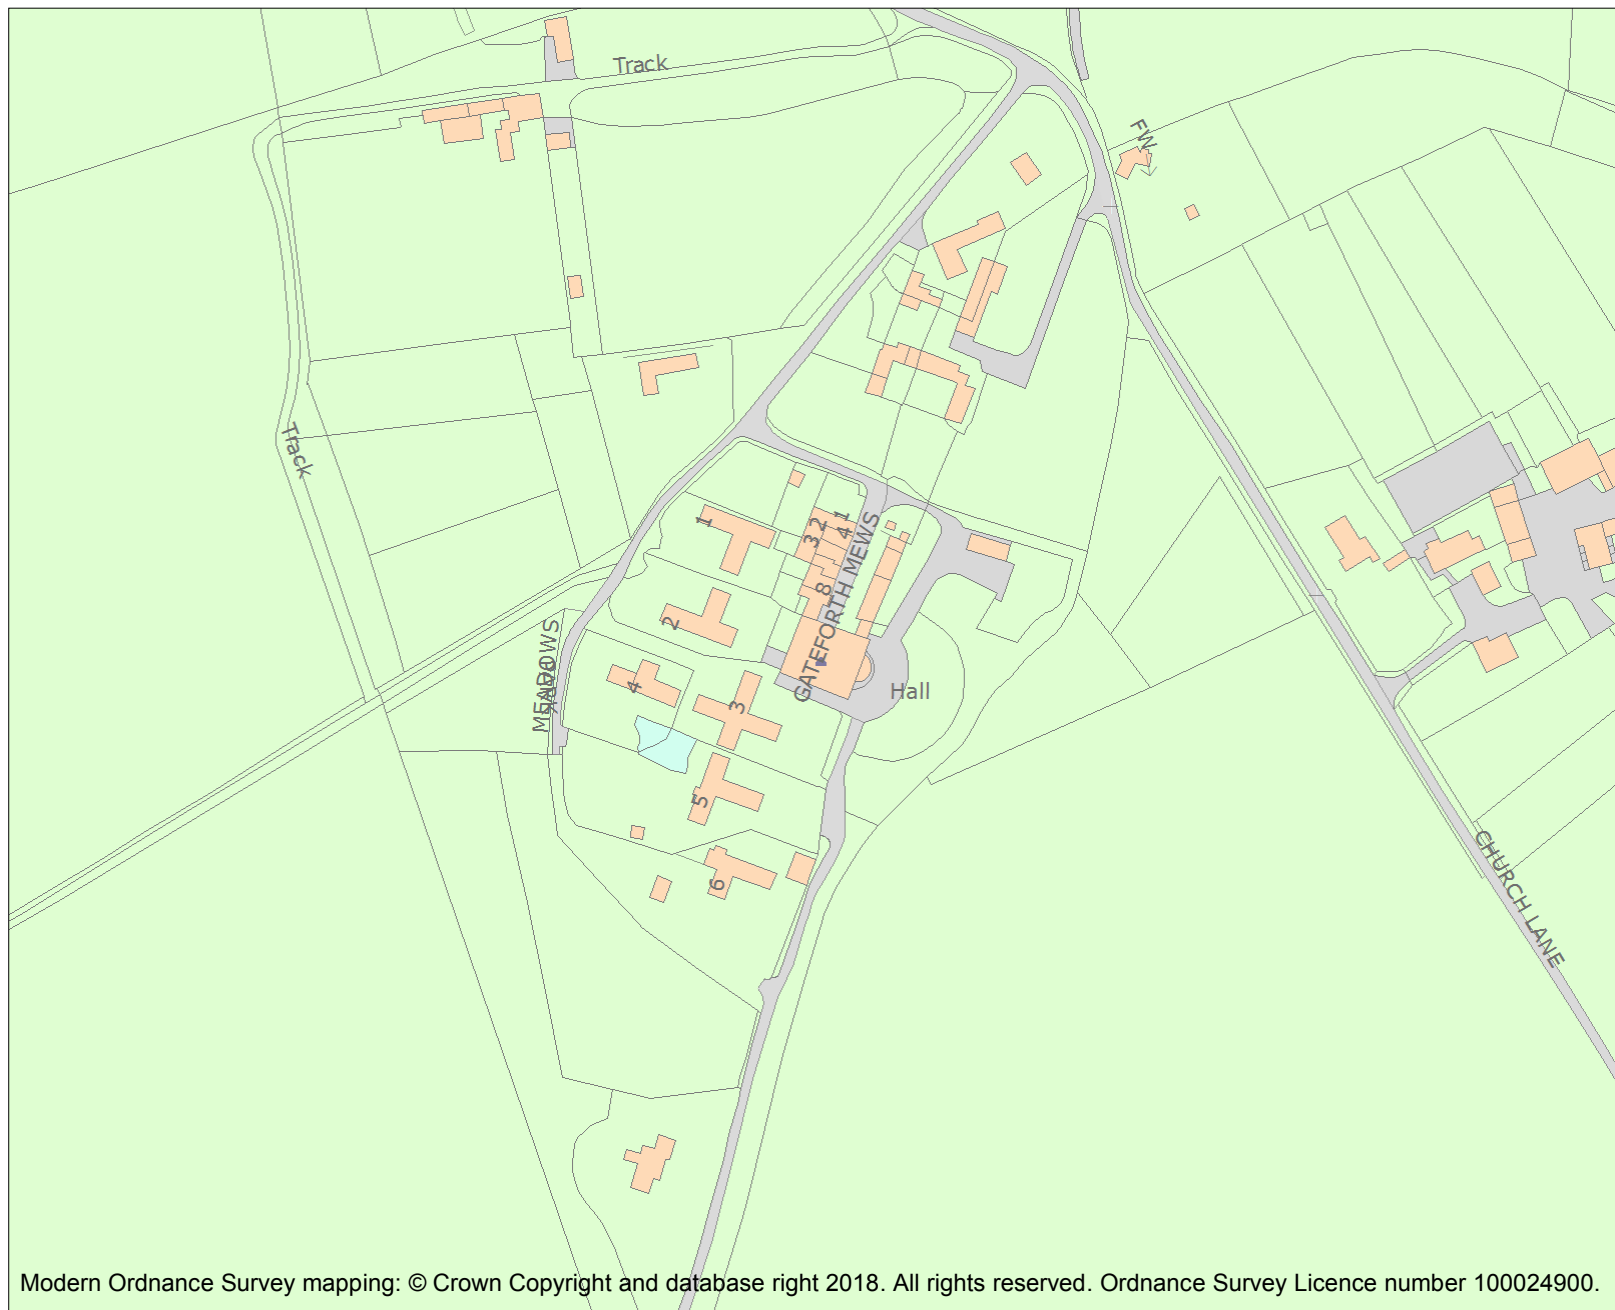 Track
FW
Track
1
3 2
4 1
GATEFORTH MEWS
8
2
MEADOWS
4
3
Hall
5
6
CHURCH LANE
Modern Ordnance Survey mapping: © Crown Copyright and database right 2018. All rights reserved. Ordnance Survey Licence number 100024900.